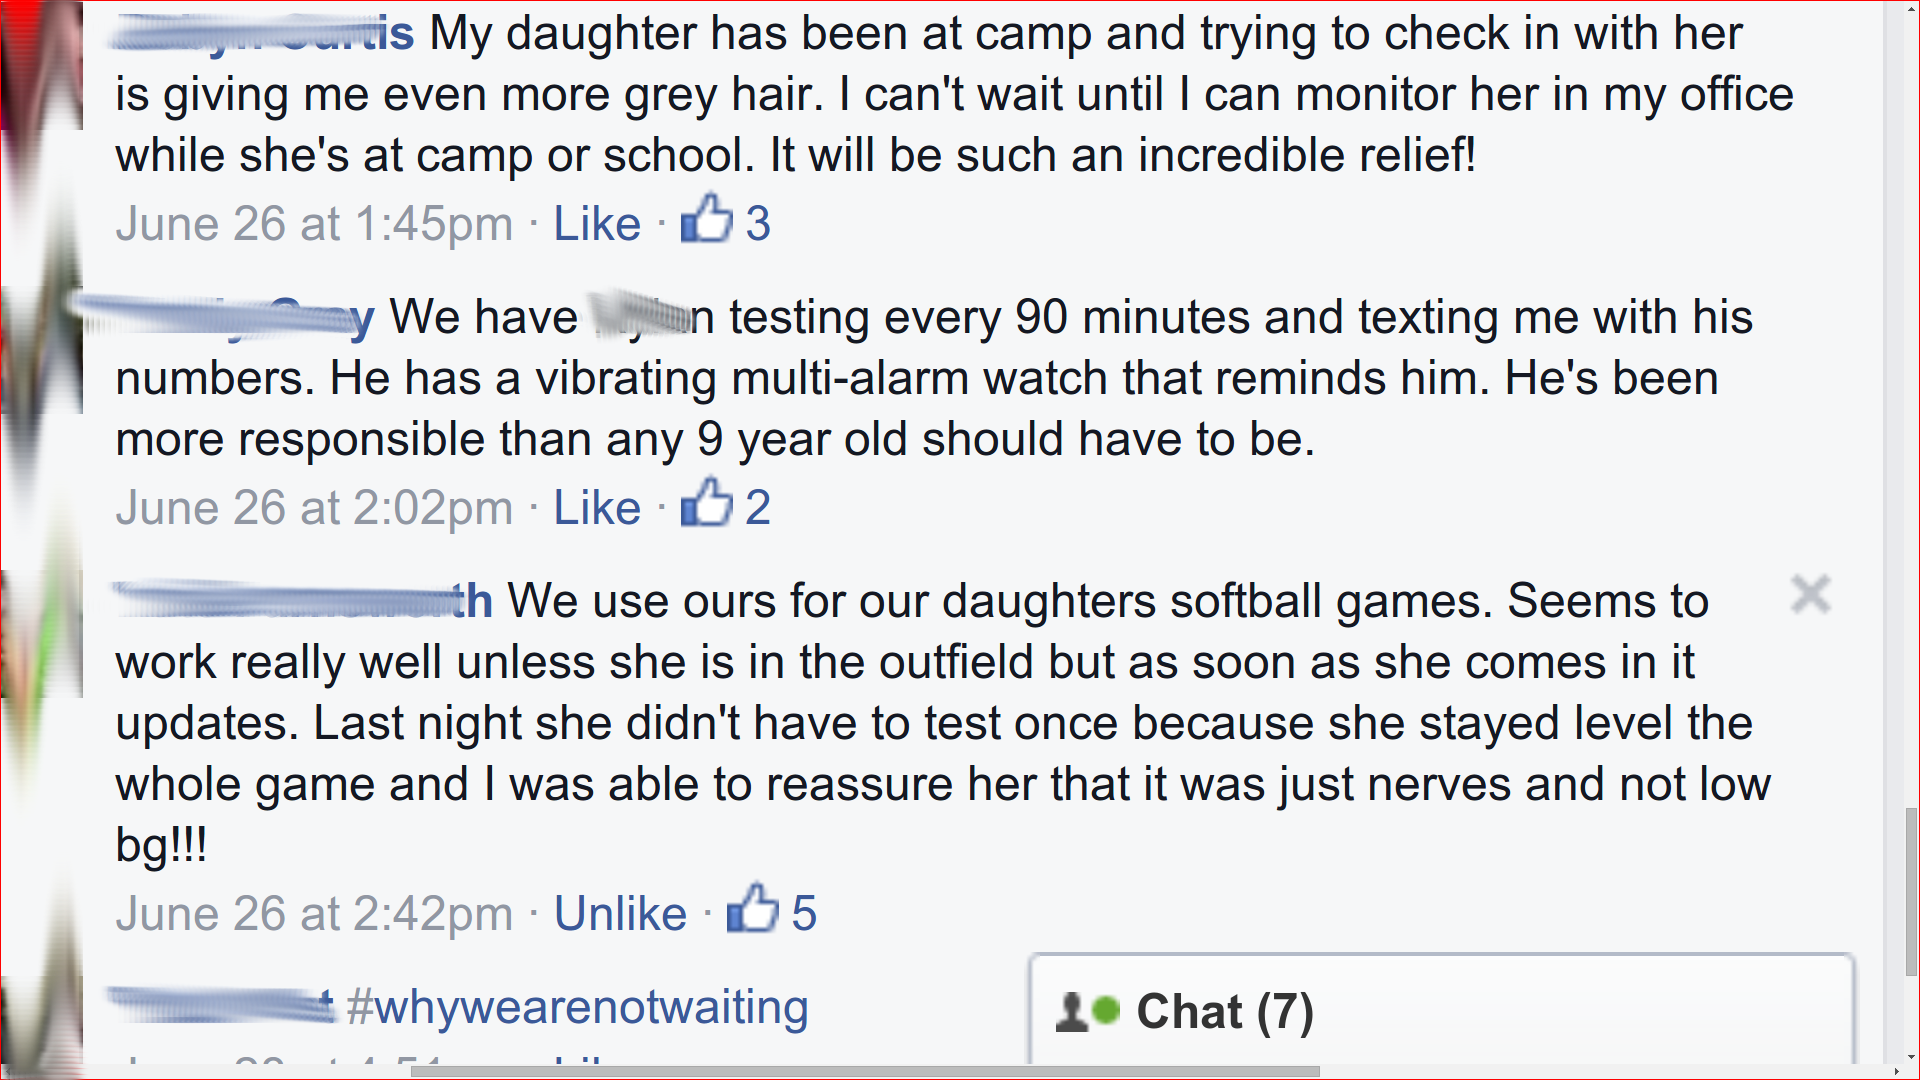 My daughter has been at camp and trying to check in with her
is giving me even more grey hair. I can't wait until I can monitor her in my office
while she's at camp or school. It will be such an incredible relief!
June 26 at 1:45pm · Like · 3
We have testing every 90 minutes and texting me with his
numbers. He has a vibrating multi-alarm watch that reminds him. He's been
more responsible than any 9 year old should have to be.
June 26 at 2:02pm · Like · 2
We use ours for our daughters softball games. Seems to
work really well unless she is in the outfield but as soon as she comes in it
updates. Last night she didn't have to test once because she stayed level the
whole game and I was able to reassure her that it was just nerves and not low
bg!!!
June 26 at 2:42pm · Unlike · 5
#whywearenotwaiting
Chat (7)